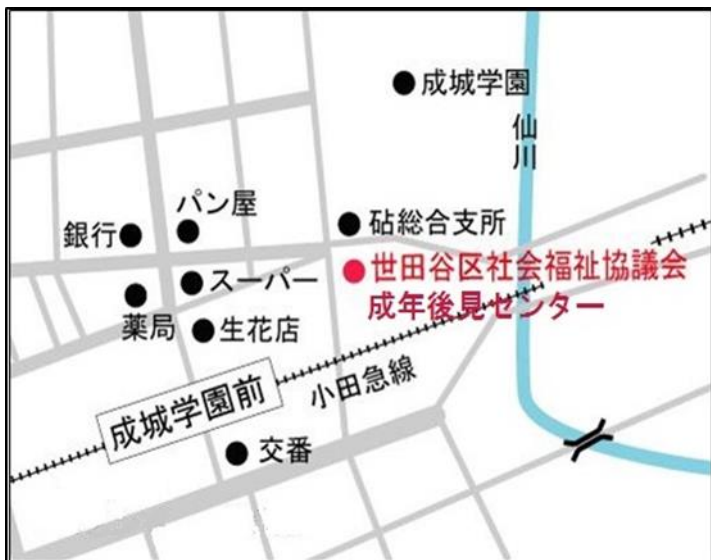 成城学園
仙川
パン屋
銀行
砧総合支所
世田谷区社会福祉協議会
成年後見センター
スーパー
薬局
生花店
成城学園前
小田急線
交番